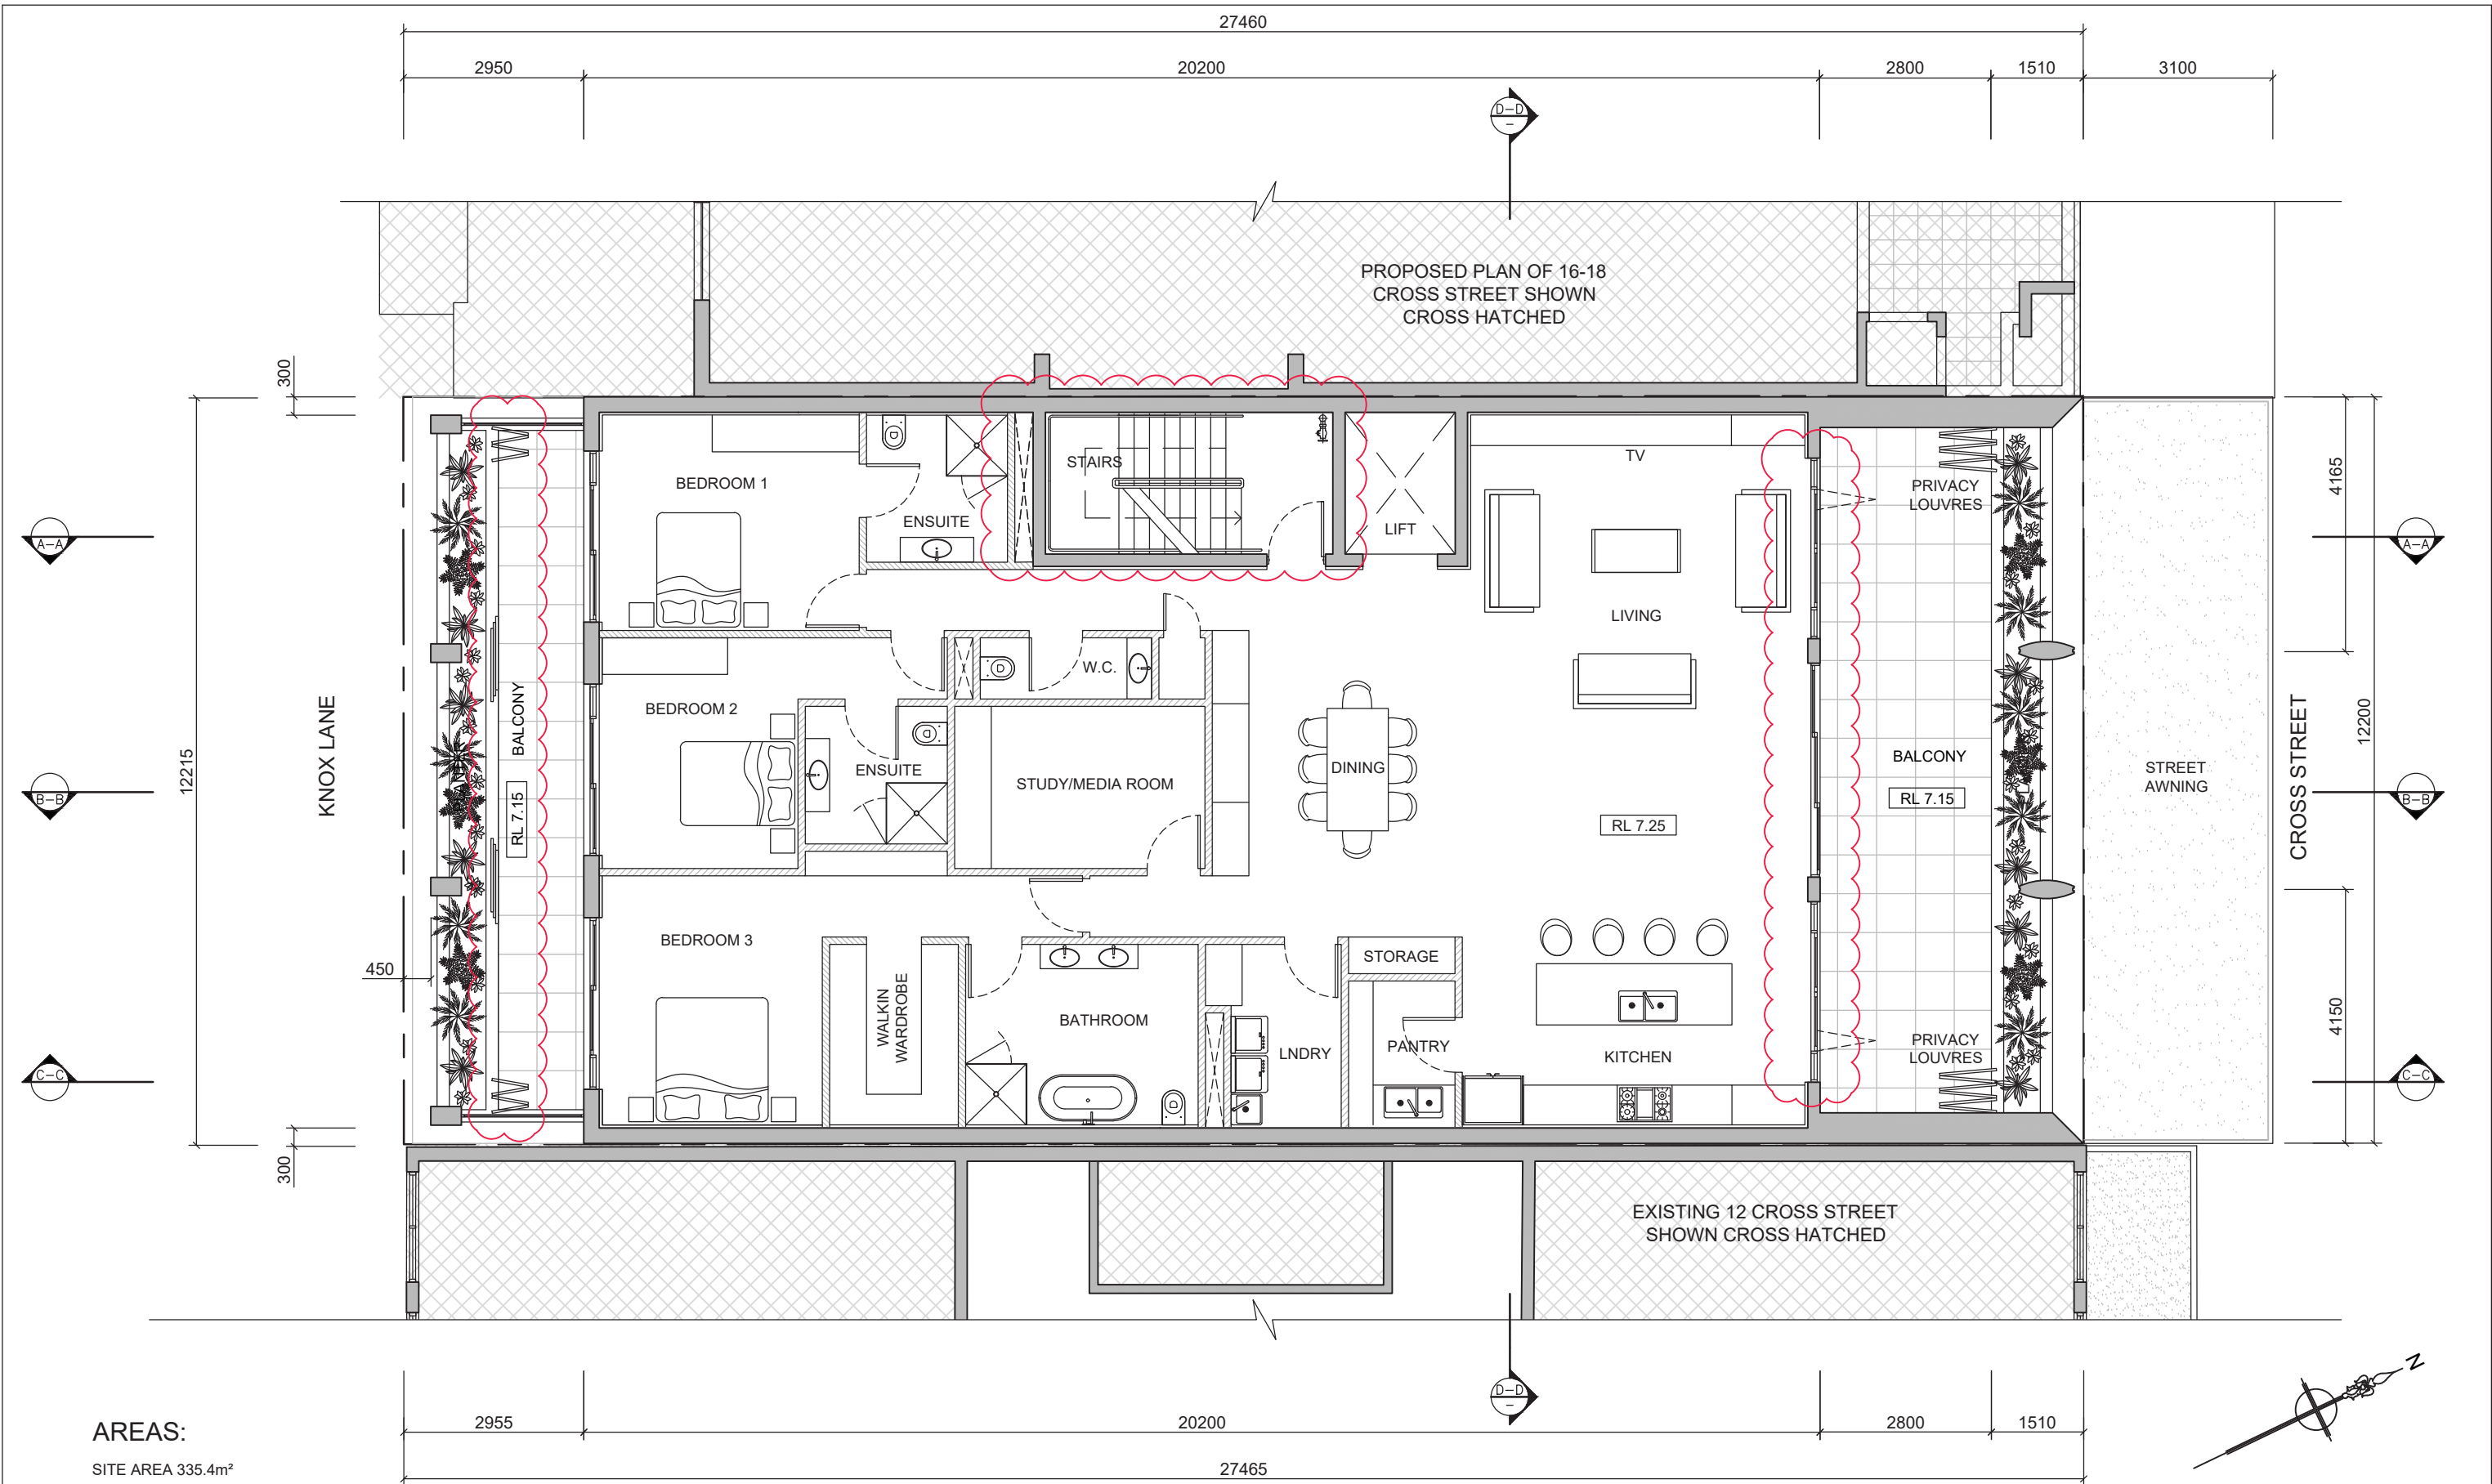 27460
2950
20200
2800
1510
3100
D-D
–
PROPOSED PLAN OF 16-18
CROSS STREET SHOWN
CROSS HATCHED
300
STAIRS
TV
BEDROOM 1
PRIVACY
LOUVRES
4165
ENSUITE
LIFT
A-A
A-A
LIVING
W.C.
BEDROOM 2
KNOX LANE
BALCONY
CROSS STREET
12200
12215
PLANTER
RL 7.15
ENSUITE
STUDY/MEDIA ROOM
DINING
BALCONY
RL 7.15
STREET
AWNING
B-B
B-B
RL 7.25
BEDROOM 3
STORAGE
450
WALKIN
WARDROBE
BATHROOM
LNDRY
PANTRY
KITCHEN
PRIVACY
LOUVRES
4150
C-C
C-C
300
EXISTING 12 CROSS STREET
SHOWN CROSS HATCHED
N
D-D
–
2955
20200
2800
1510
27465
AREAS:
SITE AREA 335.4m²